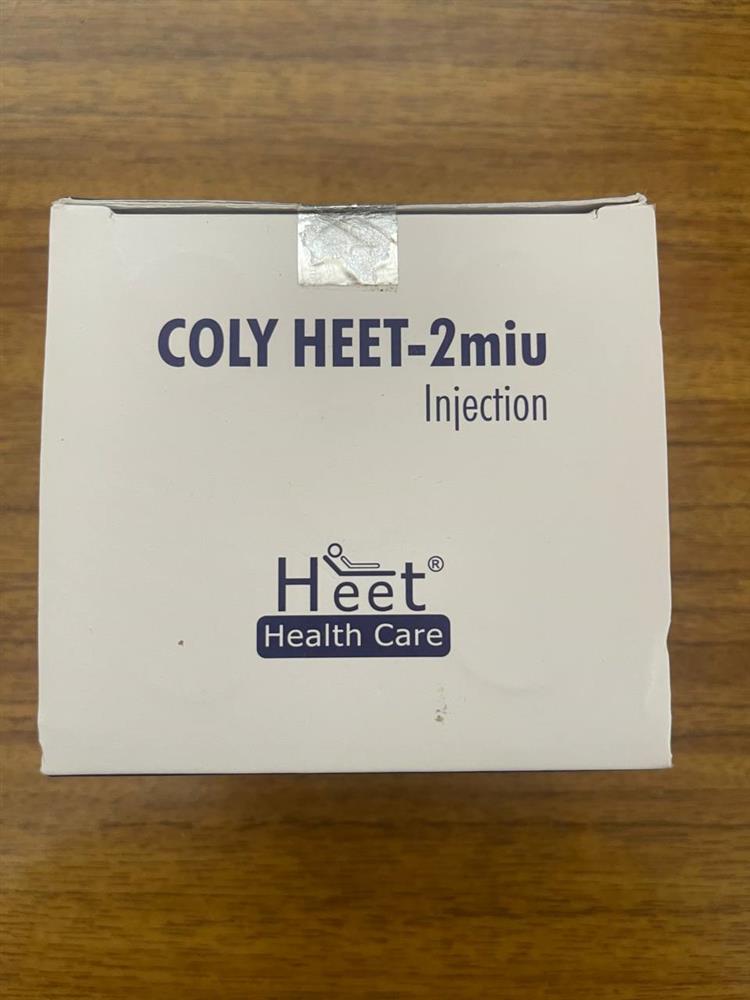 COLY HEET-2miu
Injection
Heet®
Health Care